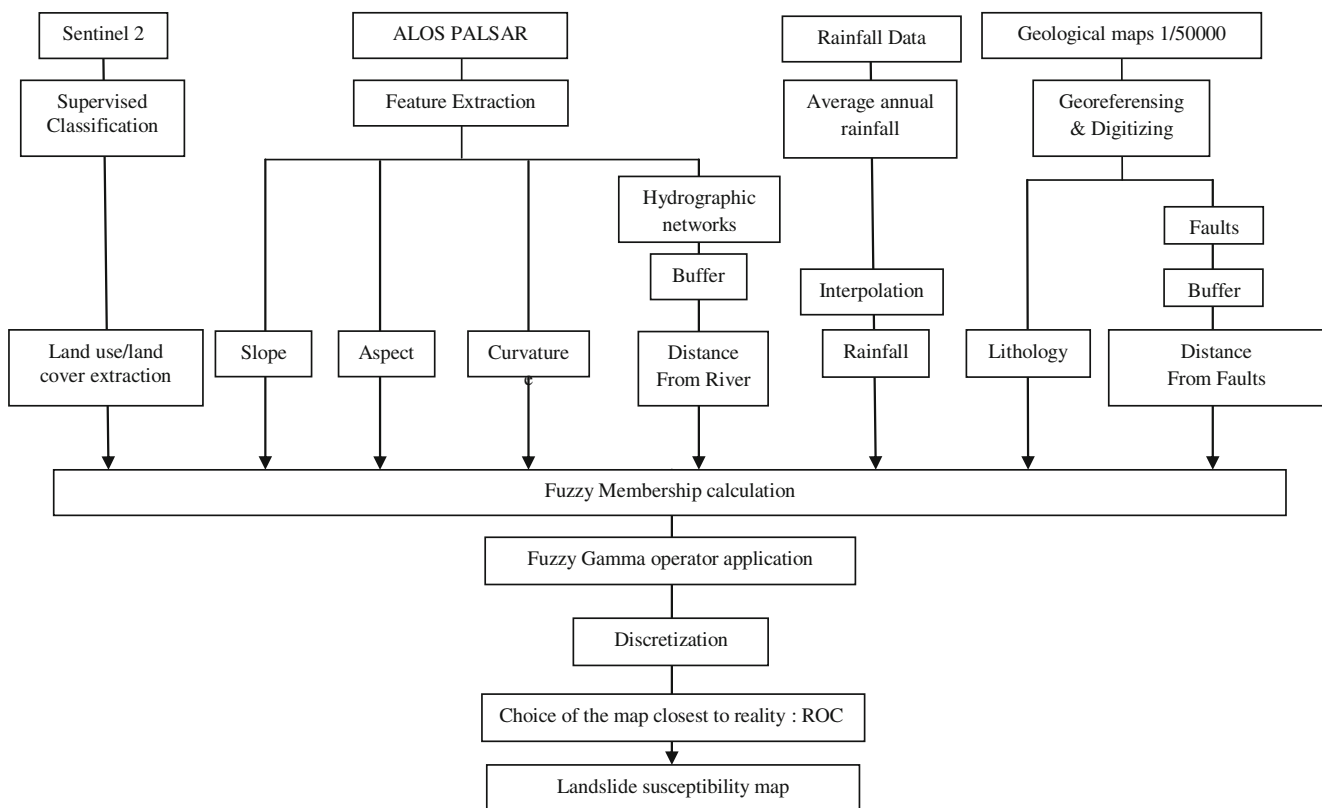 Sentinel 2
ALOS PALSAR
Rainfall Data
Geological maps 1/50000
Supervised
Classification
Feature Extraction
Average annual
rainfall
Georeferensing
& Digitizing
Hydrographic
networks
Faults
Buffer
Interpolation
Buffer
Land use/land
cover extraction
Slope
Aspect
Curvature
e
Distance
From River
Rainfall
Lithology
Distance
From Faults
Fuzzy Membership calculation
Fuzzy Gamma operator application
Discretization
Choice of the map closest to reality : ROC
Landslide susceptibility map